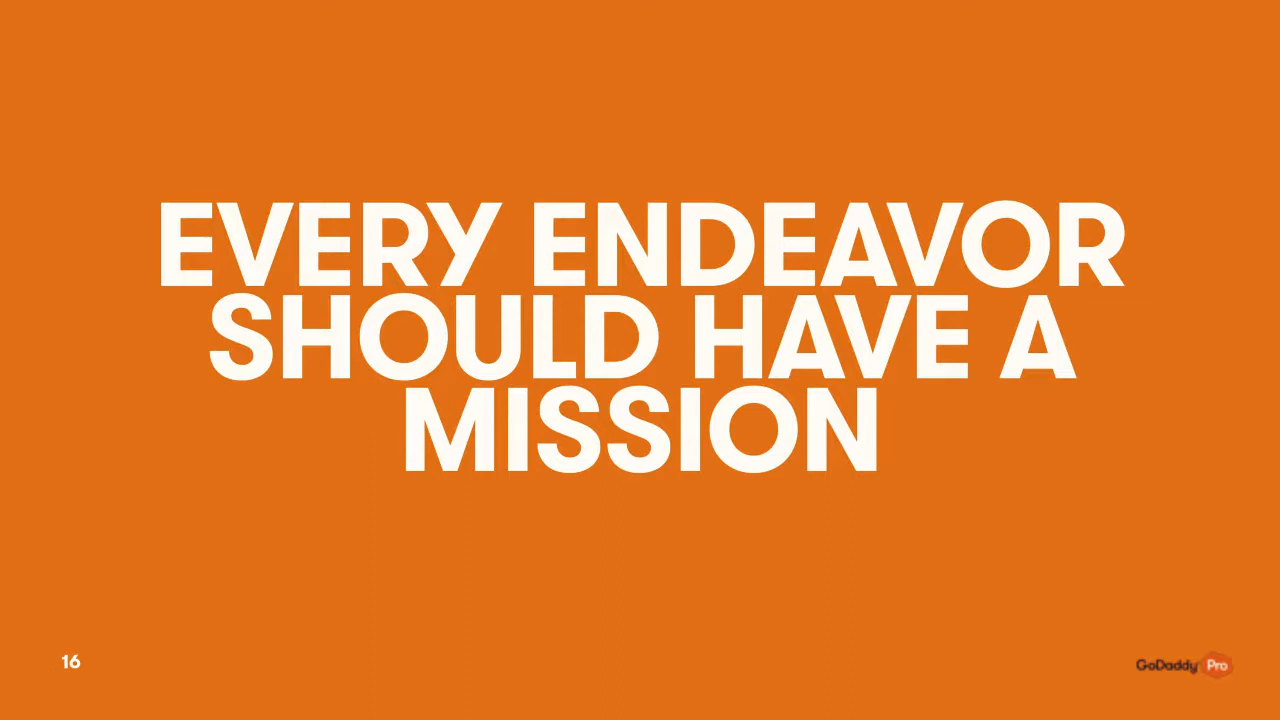 EVERY ENDEAVOR
SHOULD HAVE A
MISSION
16
GoDaddy Pro